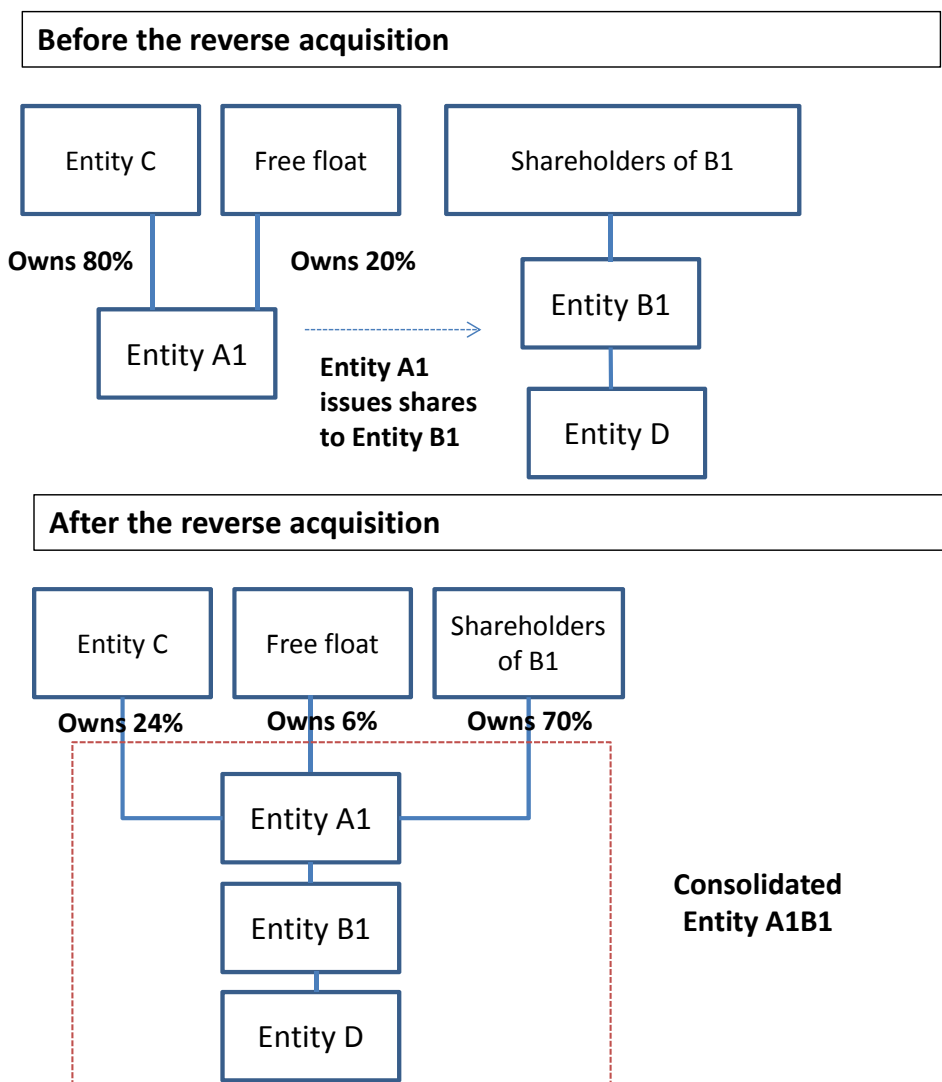 Before the reverse acquisition
Entity C
Free float
Shareholders of B1
Owns 80%
Owns 20%
Entity A1
Entity B1
Entity A1
issues shares
to Entity B1
Entity D
After the reverse acquisition
Entity C
Free float
Shareholders
of B1
Owns 24%
Owns 6%
Owns 70%
Entity A1
Entity B1
Entity D
Consolidated
Entity A1B1